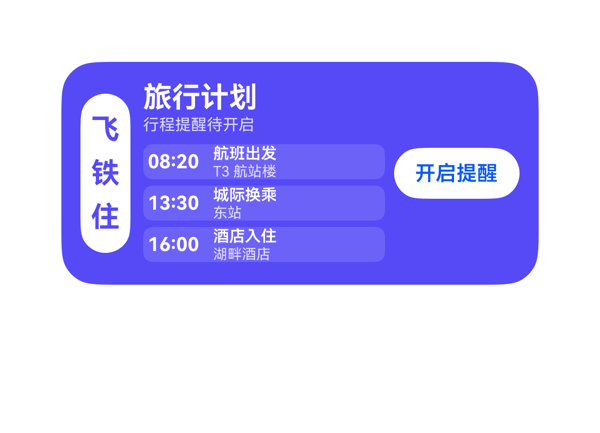 飞
铁
住
旅行计划
行程提醒待开启
08:20 航班出发
T3 航站楼
13:30 城际换乘
东站
16:00 酒店入住
湖畔酒店
开启提醒